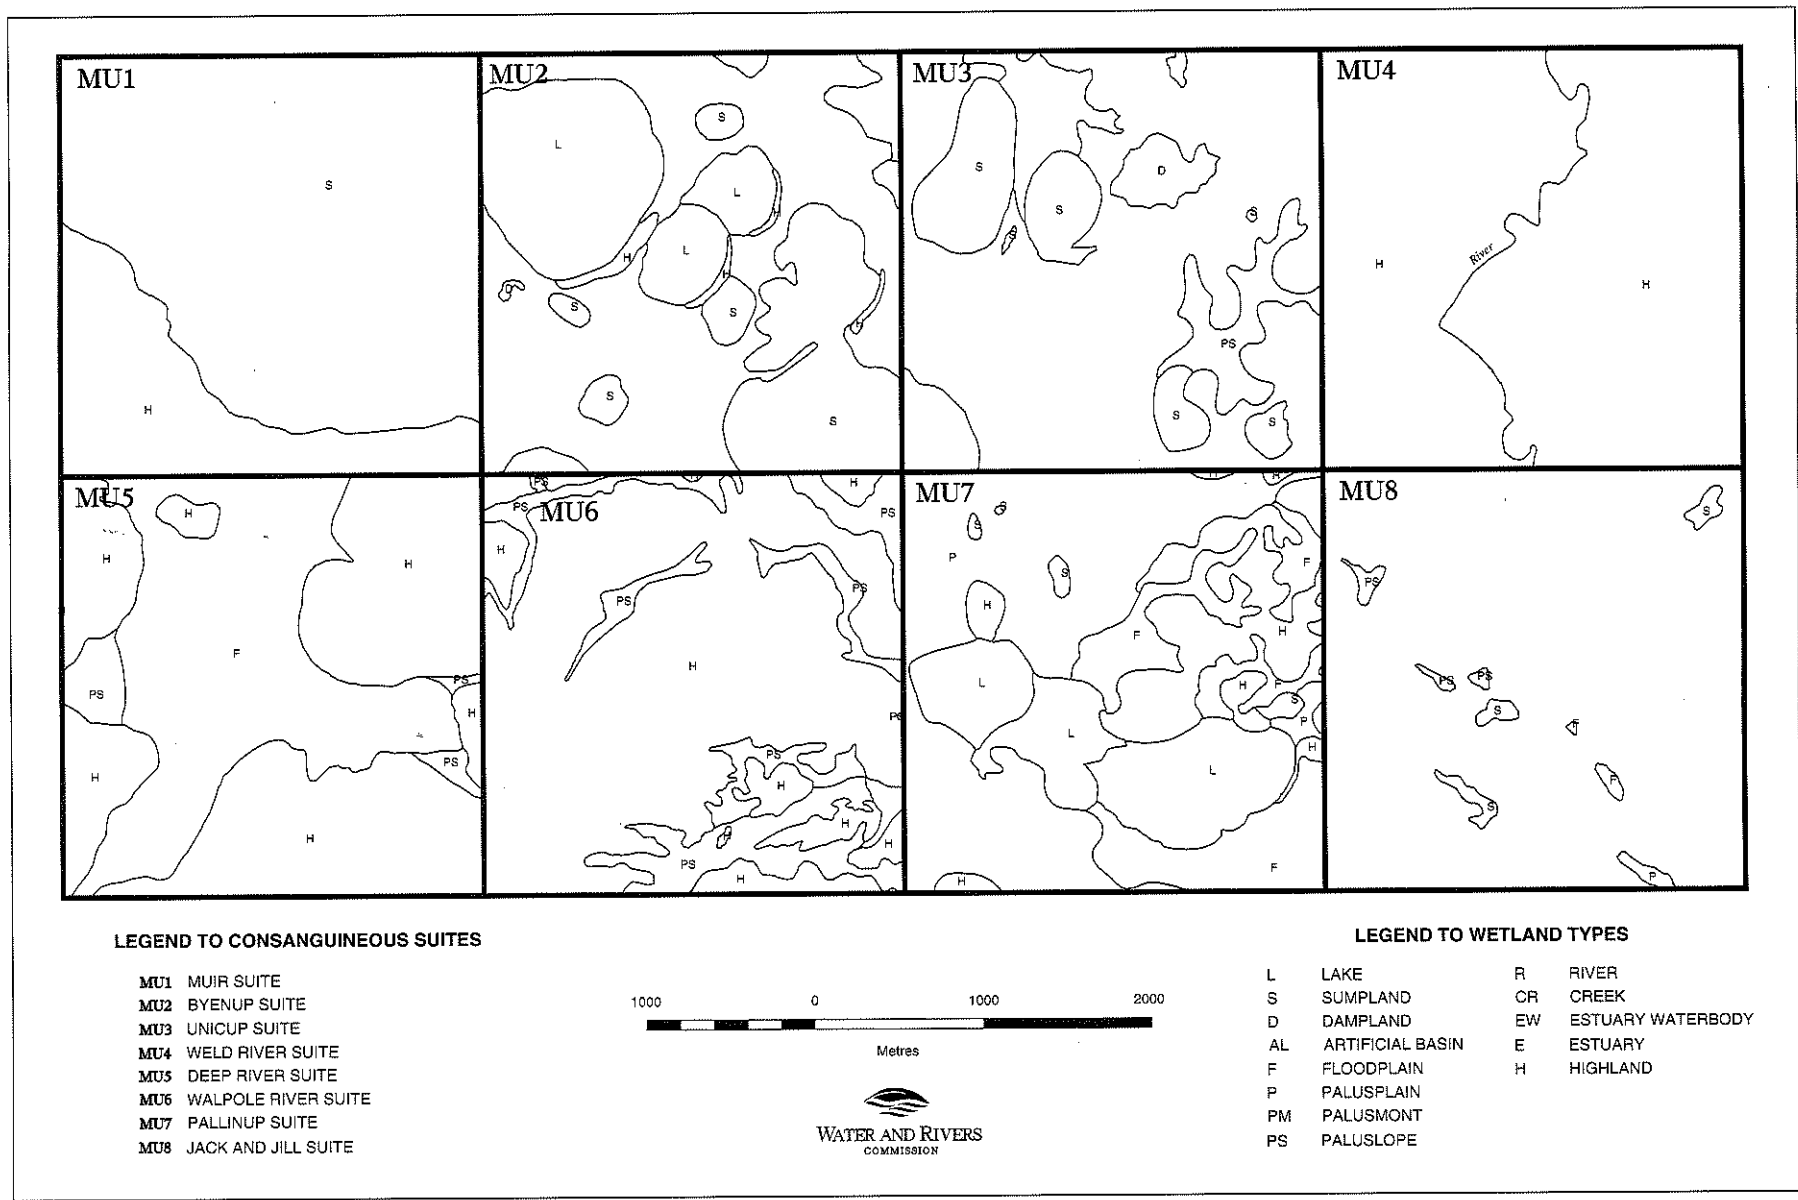 MU1
S
H
MU2
L
S
L
H
L
H
H
D
S
S
H
S
S
PS
MU3
S
S
D
S
S
PS
S
S
MU4
River
H
H
MU5
H
H
H
F
PS
PS
H
H
PS
H
MU6
PS
H
PS
H
H
PS
PS
H
PS
PS
H
H
H
PS
H
MU7
H
H
S
S
P
S
H
F
F
H
L
H
F
S
P
L
H
L
F
H
MU8
S
PS
PS
PS
S
F
F
S
P
LEGEND TO CONSANGUINEOUS SUITES
MU1 MUIR SUITE
MU2 BYENUP SUITE
MU3 UNICUP SUITE
MU4 WELD RIVER SUITE
MU5 DEEP RIVER SUITE
MU6 WALPOLE RIVER SUITE
MU7 PALLINUP SUITE
MU8 JACK AND JILL SUITE
1000 0 1000 2000
Metres
WATER AND RIVERS
COMMISSION
LEGEND TO WETLAND TYPES
L LAKE R RIVER
S SUMPLAND CR CREEK
D DAMPLAND EW ESTUARY WATERBODY
AL ARTIFICIAL BASIN E ESTUARY
F FLOODPLAIN H HIGHLAND
P PALUSPLAIN
PM PALUSMONT
PS PALUSLOPE